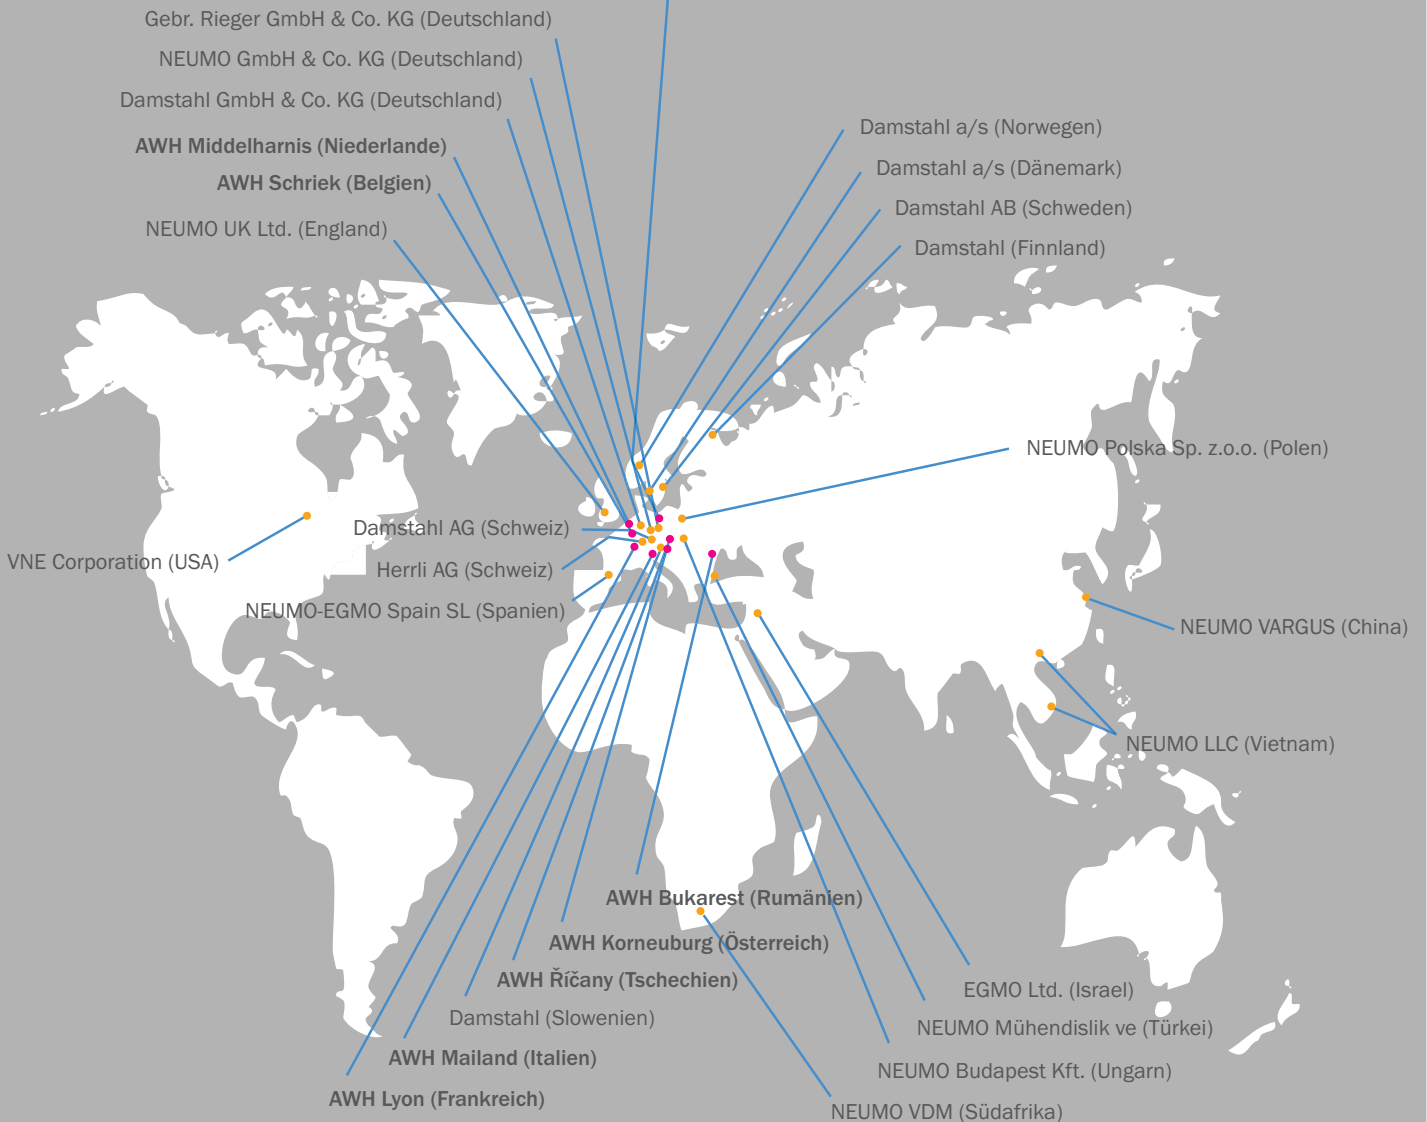 Gebr. Rieger GmbH & Co. KG (Deutschland)
NEUMO GmbH & Co. KG (Deutschland)
Damstahl GmbH & Co. KG (Deutschland)
AWH Middelharnis (Niederlande)
AWH Schriek (Belgien)
NEUMO UK Ltd. (England)
Damstahl a/s (Norwegen)
Damstahl a/s (Dänemark)
Damstahl AB (Schweden)
Damstahl (Finnland)
NEUMO Polska Sp. z.o.o. (Polen)
Damstahl AG (Schweiz)
VNE Corporation (USA)
Herrli AG (Schweiz)
NEUMO-EGMO Spain SL (Spanien)
NEUMO VARGUS (China)
NEUMO LLC (Vietnam)
AWH Bukarest (Rumänien)
AWH Korneuburg (Österreich)
AWH Říčany (Tschechien)
Damstahl (Slowenien)
AWH Mailand (Italien)
AWH Lyon (Frankreich)
EGMO Ltd. (Israel)
NEUMO Mühendislik ve (Türkei)
NEUMO Budapest Kft. (Ungarn)
NEUMO VDM (Südafrika)